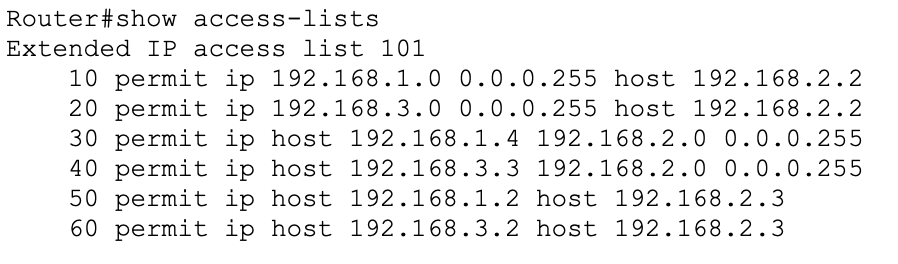 Router#show access-lists
Extended IP access list 101
    10 permit ip 192.168.1.0 0.0.0.255 host 192.168.2.2
    20 permit ip 192.168.3.0 0.0.0.255 host 192.168.2.2
    30 permit ip host 192.168.1.4 192.168.2.0 0.0.0.255
    40 permit ip host 192.168.3.3 192.168.2.0 0.0.0.255
    50 permit ip host 192.168.1.2 host 192.168.2.3
    60 permit ip host 192.168.3.2 host 192.168.2.3